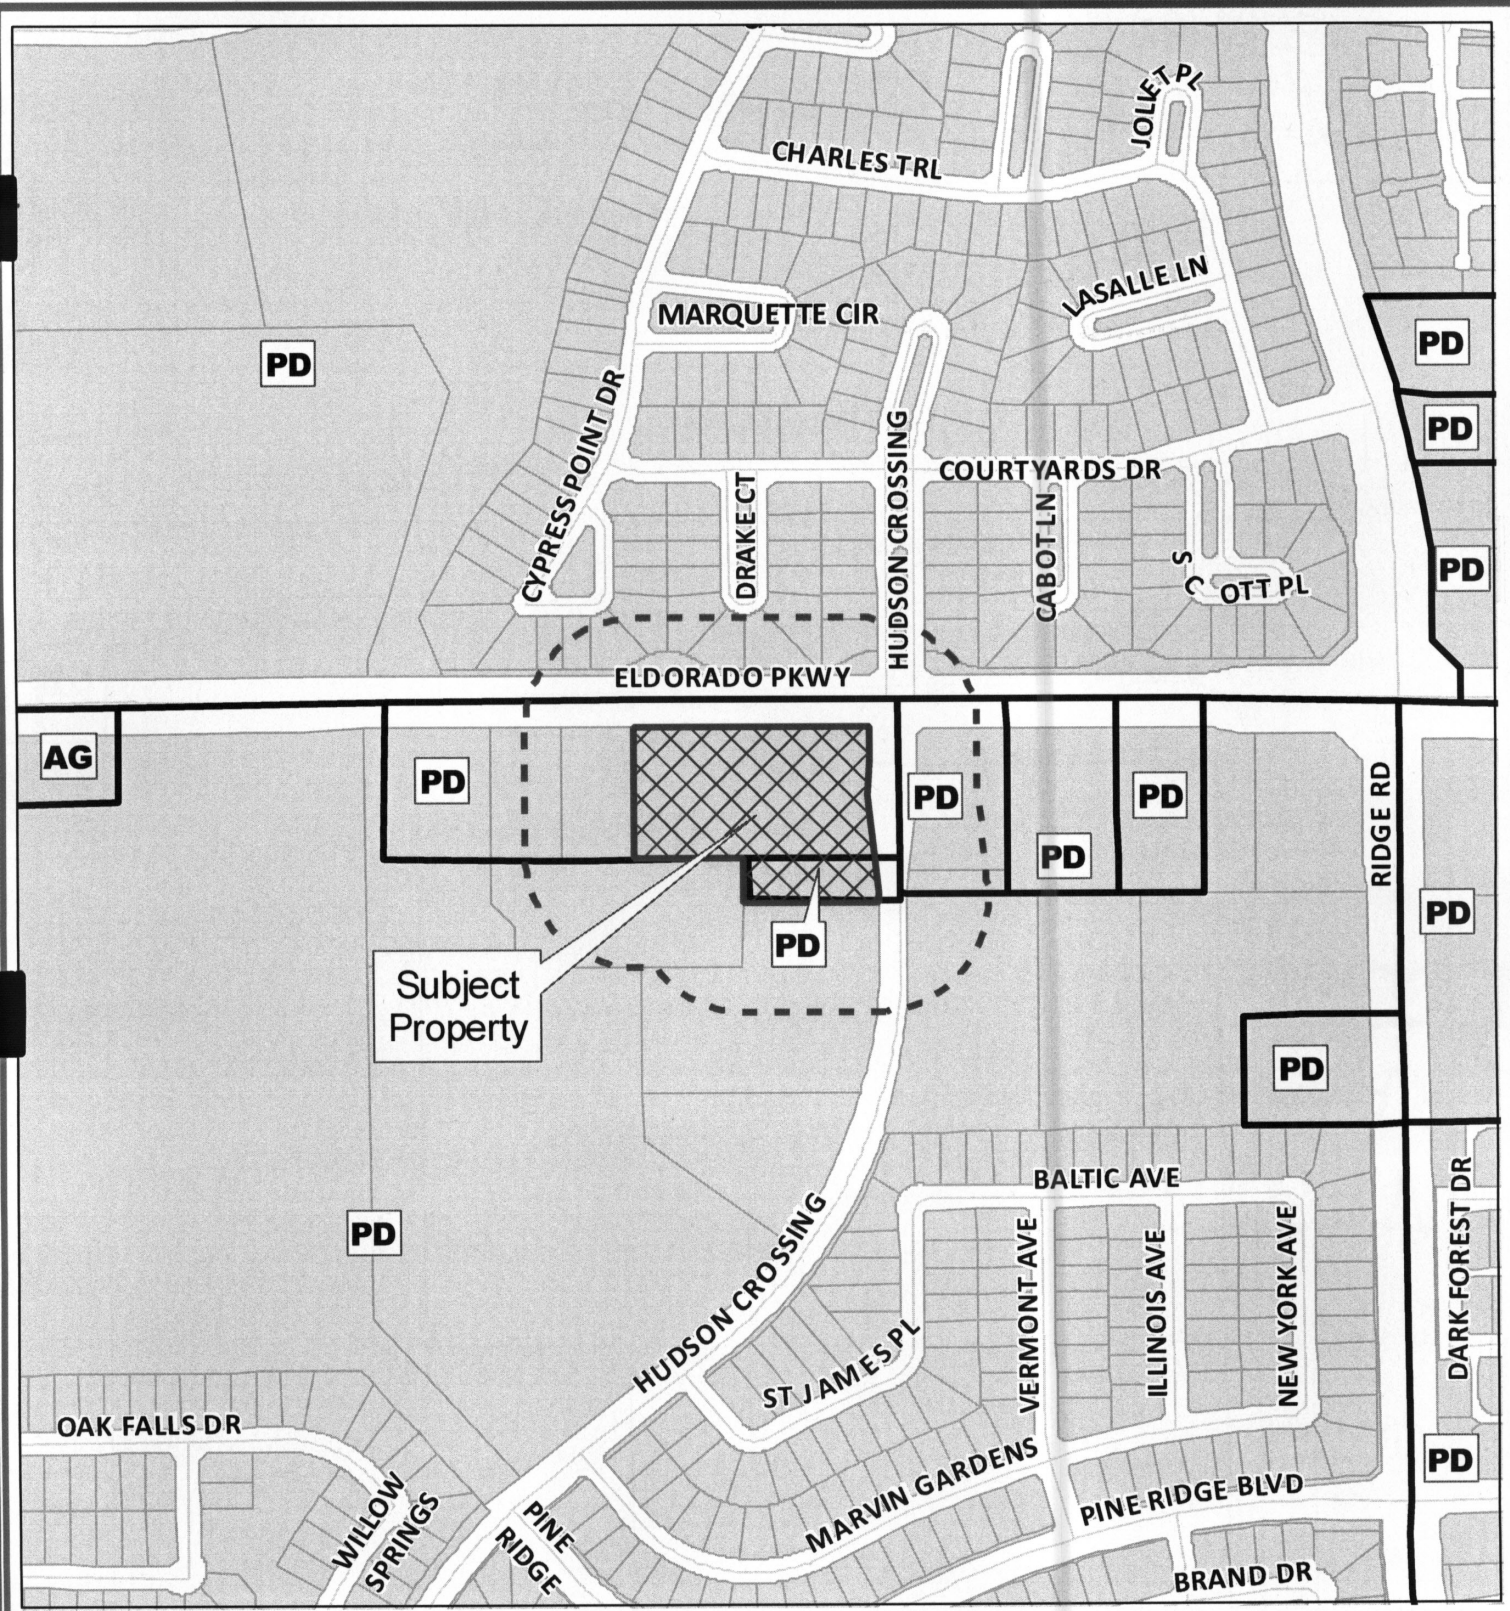 JOLIET PL
CHARLES TRL
LASALLE LN
MARQUETTE CIR
PD
PD
PD
CYPRESS POINT DR
HUDSON CROSSING
COURTYARDS DR
DRAKE CT
CABOT LN
SCOTT PL
PD
ELDORADO PKWY
AG
PD
PD
PD
PD
RIDGE RD
PD
PD
Subject
Property
PD
BALTIC AVE
DARK FOREST DR
PD
HUDSON CROSSING
VERMONT AVE
ILLINOIS AVE
NEW YORK AVE
ST JAMES PL
OAK FALLS DR
MARVIN GARDENS
PD
WILLOW
SPRINGS
PINE
RIDGE
PINE RIDGE BLVD
BRAND DR